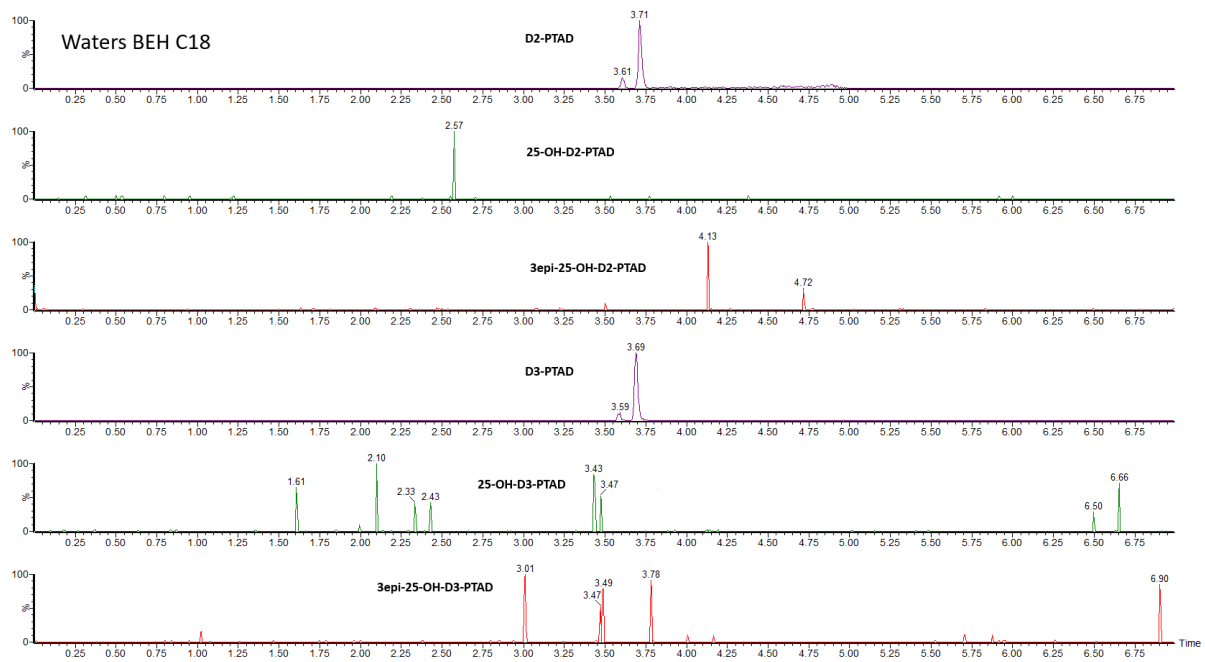 Waters BEH C18
D2-PTAD
100
%
0
3.61
3.71
0.25 0.50 0.75 1.00 1.25 1.50 1.75 2.00 2.25 2.50 2.75 3.00 3.25 3.50 3.75 4.00 4.25 4.50 4.75 5.00 5.25 5.50 5.75 6.00 6.25 6.50 6.75
25-OH-D2-PTAD
100
%
0
2.57
0.25 0.50 0.75 1.00 1.25 1.50 1.75 2.00 2.25 2.50 2.75 3.00 3.25 3.50 3.75 4.00 4.25 4.50 4.75 5.00 5.25 5.50 5.75 6.00 6.25 6.50 6.75
3epi-25-OH-D2-PTAD
100
%
0
4.13
4.72
0.25 0.50 0.75 1.00 1.25 1.50 1.75 2.00 2.25 2.50 2.75 3.00 3.25 3.50 3.75 4.00 4.25 4.50 4.75 5.00 5.25 5.50 5.75 6.00 6.25 6.50 6.75
D3-PTAD
100
%
0
3.59
3.69
0.25 0.50 0.75 1.00 1.25 1.50 1.75 2.00 2.25 2.50 2.75 3.00 3.25 3.50 3.75 4.00 4.25 4.50 4.75 5.00 5.25 5.50 5.75 6.00 6.25 6.50 6.75
25-OH-D3-PTAD
100
%
0
1.61
2.10
2.33
2.43
3.43
3.47
6.50
6.66
0.25 0.50 0.75 1.00 1.25 1.50 1.75 2.00 2.25 2.50 2.75 3.00 3.25 3.50 3.75 4.00 4.25 4.50 4.75 5.00 5.25 5.50 5.75 6.00 6.25 6.50 6.75
3epi-25-OH-D3-PTAD
100
%
0
3.01
3.47
3.49
3.78
6.90
Time
0.25 0.50 0.75 1.00 1.25 1.50 1.75 2.00 2.25 2.50 2.75 3.00 3.25 3.50 3.75 4.00 4.25 4.50 4.75 5.00 5.25 5.50 5.75 6.00 6.25 6.50 6.75